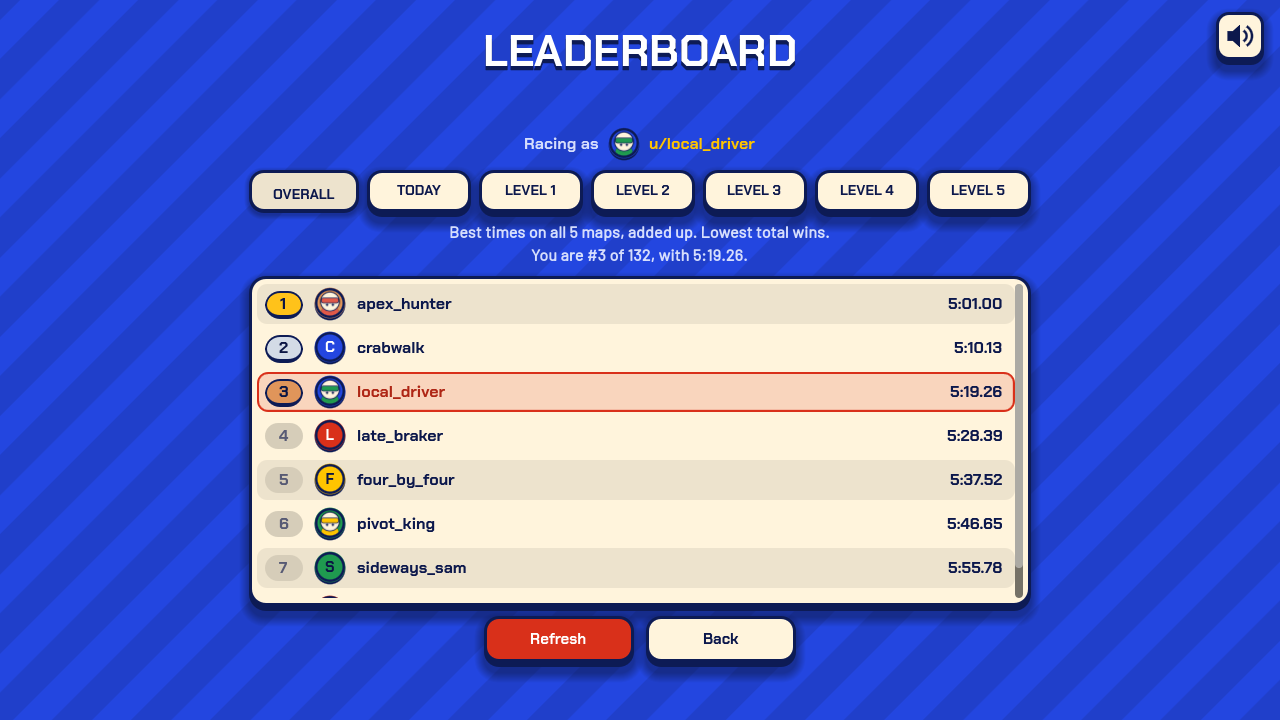 LEADERBOARD
Racing as u/local_driver
OVERALL TODAY LEVEL 1 LEVEL 2 LEVEL 3 LEVEL 4 LEVEL 5
Best times on all 5 maps, added up. Lowest total wins.
You are #3 of 132, with 5:19.26.
1 apex_hunter 5:01.00
2 C crabwalk 5:10.13
3 local_driver 5:19.26
4 L late_braker 5:28.39
5 F four_by_four 5:37.52
6 pivot_king 5:46.65
7 S sideways_sam 5:55.78
Refresh Back